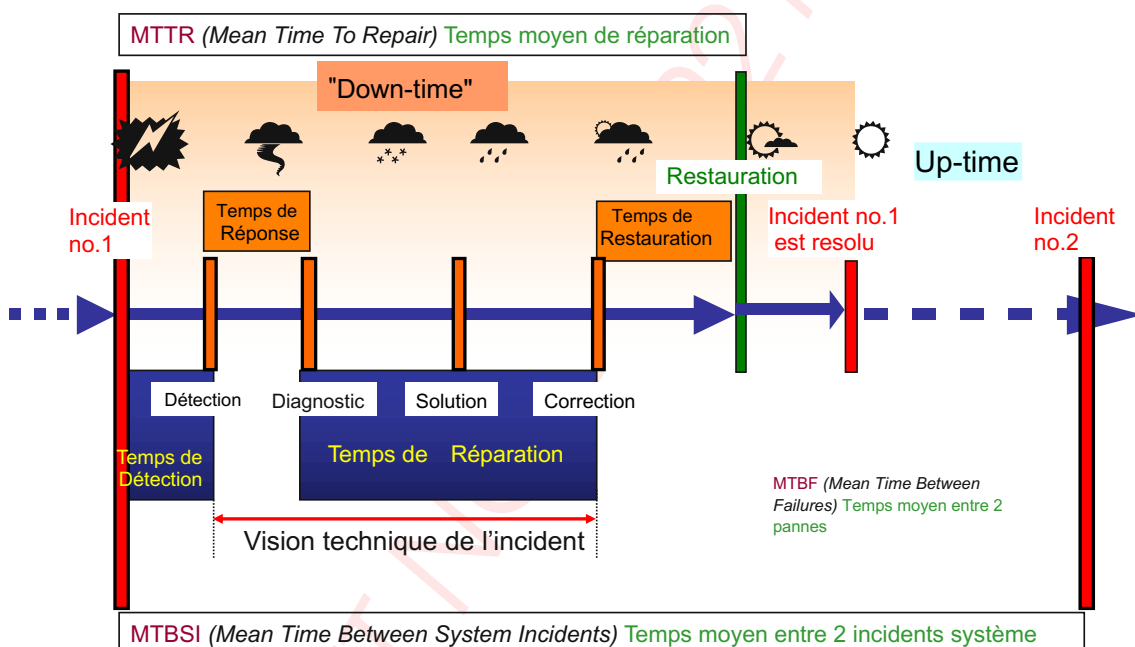 MTTR (Mean Time To Repair) Temps moyen de réparation
"Down-time"
Up-time
Restauration
Incident
no.1
Temps de
Réponse
Temps de
Restauration
Incident no.1
est resolu
Incident
no.2
Détection
Diagnostic
Solution
Correction
Temps de
Détection
Temps de Réparation
MTBF (Mean Time Between
Failures) Temps moyen entre 2
pannes
Vision technique de l'incident
MTBSI (Mean Time Between System Incidents) Temps moyen entre 2 incidents système